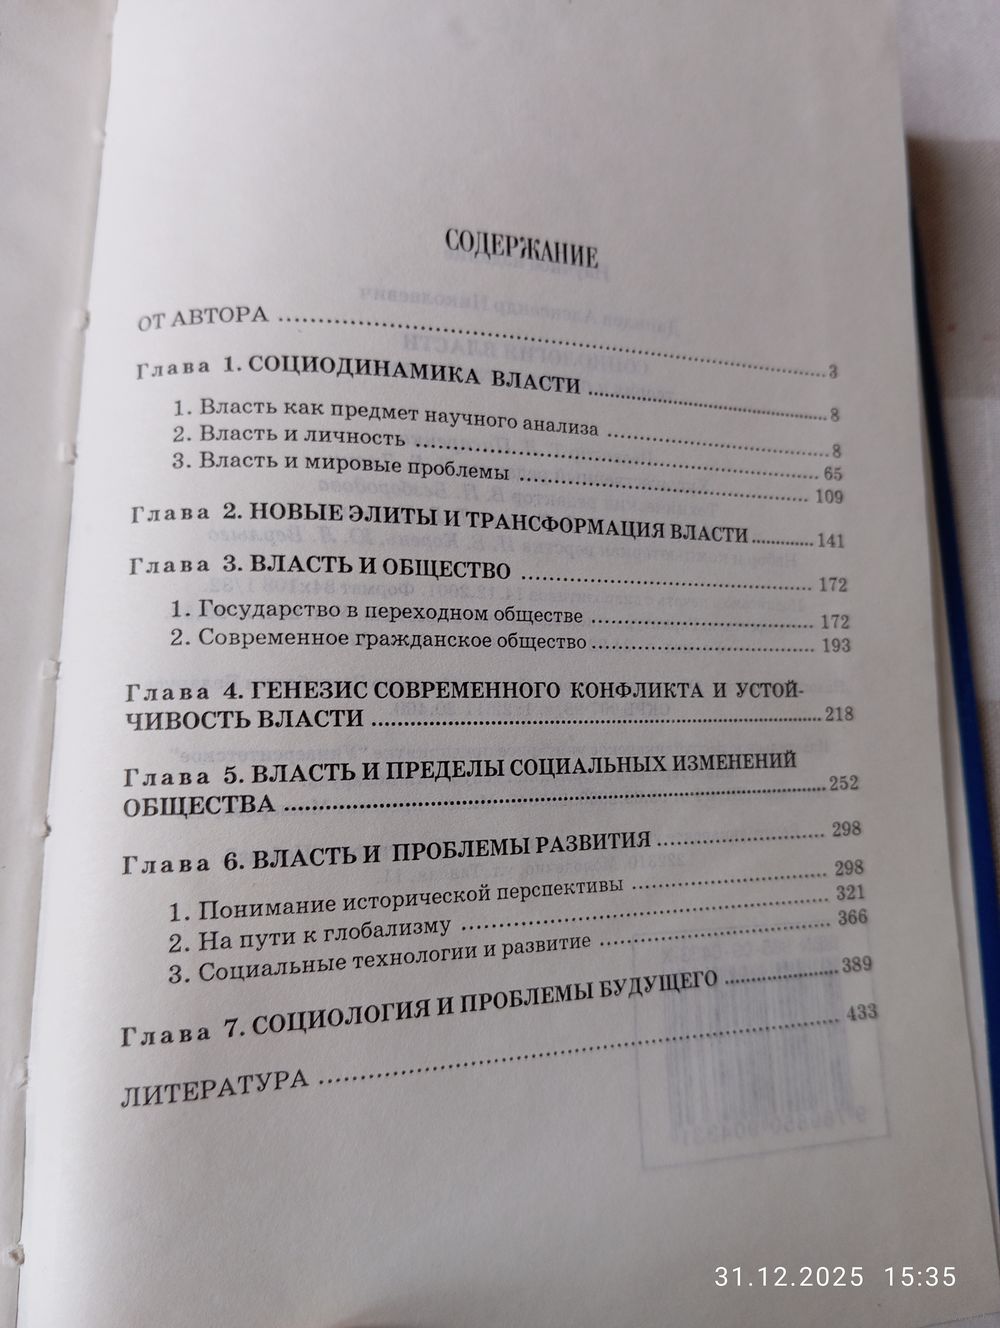 СОДЕРЖАНИЕ
ОТ АВТОРА ........ 3
Глава 1. СОЦИОДИНАМИКА ВЛАСТИ ........ 8
1. Власть как предмет научного анализа ........ 8
2. Власть и личность ........ 65
3. Власть и мировые проблемы ........ 109
Глава 2. НОВЫЕ ЭЛИТЫ И ТРАНСФОРМАЦИЯ ВЛАСТИ ........ 141
Глава 3. ВЛАСТЬ И ОБЩЕСТВО ........ 172
1. Государство в переходном обществе ........ 172
2. Современное гражданское общество ........ 193
Глава 4. ГЕНЕЗИС СОВРЕМЕННОГО КОНФЛИКТА И УСТОЙ-
ЧИВОСТЬ ВЛАСТИ ........ 218
Глава 5. ВЛАСТЬ И ПРЕДЕЛЫ СОЦИАЛЬНЫХ ИЗМЕНЕНИЙ
ОБЩЕСТВА ........ 252
Глава 6. ВЛАСТЬ И ПРОБЛЕМЫ РАЗВИТИЯ ........ 298
1. Понимание исторической перспективы ........ 298
2. На пути к глобализму ........ 321
3. Социальные технологии и развитие ........ 366
Глава 7. СОЦИОЛОГИЯ И ПРОБЛЕМЫ БУДУЩЕГО ........ 389
ЛИТЕРАТУРА ........ 433
31.12.2025 15:35